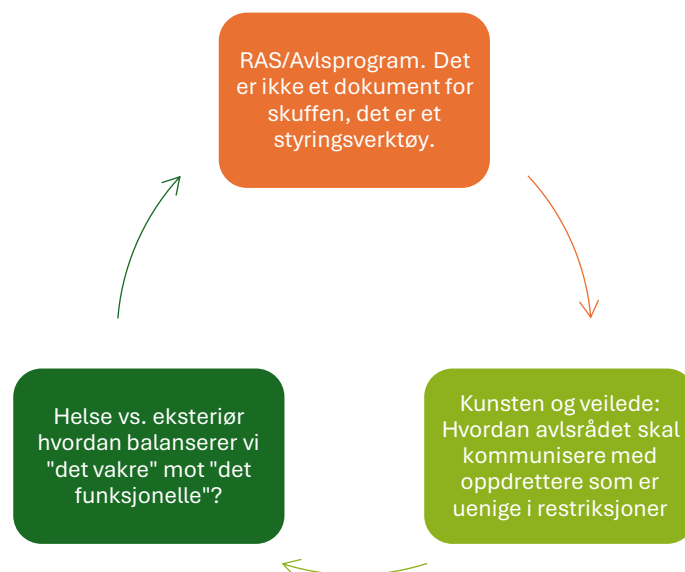 RAS/Avlsprogram. Det
er ikke et dokument for
skuffen, det er et
styringsverktøy.
Kunsten og veilede:
Hvordan avlsrådet skal
kommunisere med
oppdrettere som er
uenige i restriksjoner
Helse vs. eksteriør
hvordan balanserer vi
"det vakre" mot "det
funksjonelle"?